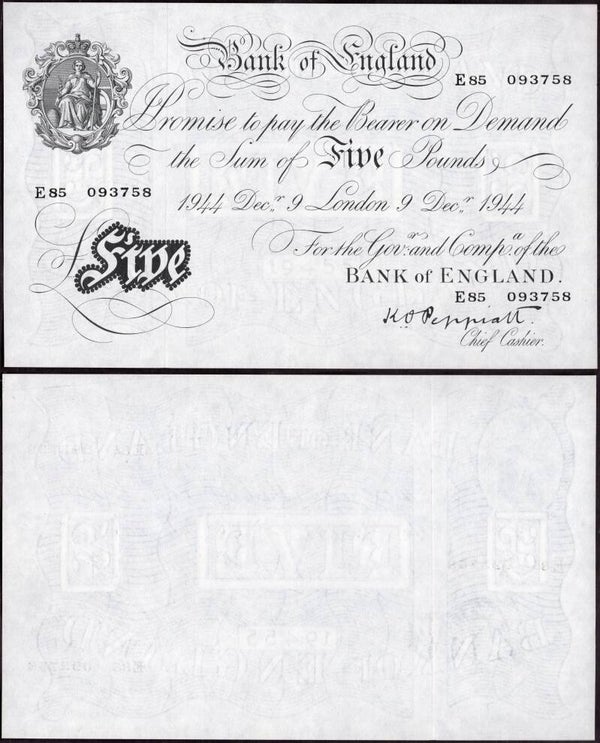 Bank of England
E85 093758
Promise to pay the Bearer on Demand
the Sum of Five Pounds
E85 093758
1944 Decr. 9 London 9 Decr. 1944
For the Govr. and Compa. of the
BANK of ENGLAND.
£Five
E85 093758
K.O. Peppiatt.
Chief Cashier.
FIVE